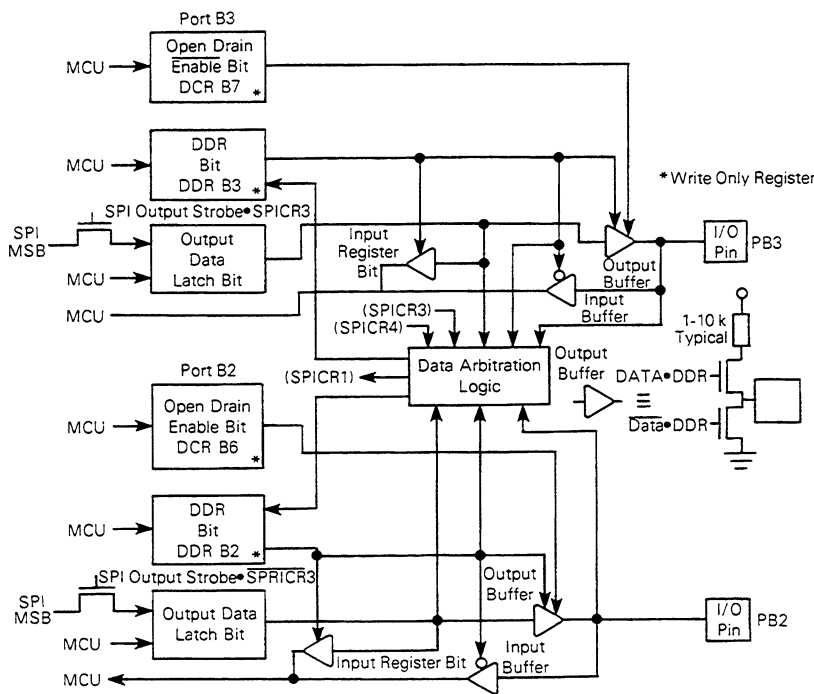 Port B3
Open Drain
E̅n̅a̅b̅l̅e̅ Bit
DCR B7
*
MCU
DDR
Bit
DDR B3
*
MCU
*Write Only Register
SPI Output Strobe•SPICR3
SPI
MSB
Output
Data
Latch Bit
MCU
MCU
Input
Register
Bit
Output
Buffer
Input
Buffer
I/O
Pin
PB3
(SPICR3)
(SPICR4)
1-10 k
Typical
Data Arbitration
Logic
(SPICR1)
Output
Buffer
≡
DATA•DDR
D̅a̅t̅a̅•DDR
Port B2
Open Drain
Enable Bit
DCR B6
*
MCU
DDR
Bit
DDR B2
*
MCU
SPI Output Strobe•S̅P̅R̅I̅C̅R̅3
SPI
MSB
Output Data
Latch Bit
MCU
MCU
Output
Buffer
Input Register Bit
Input
Buffer
I/O
Pin
PB2